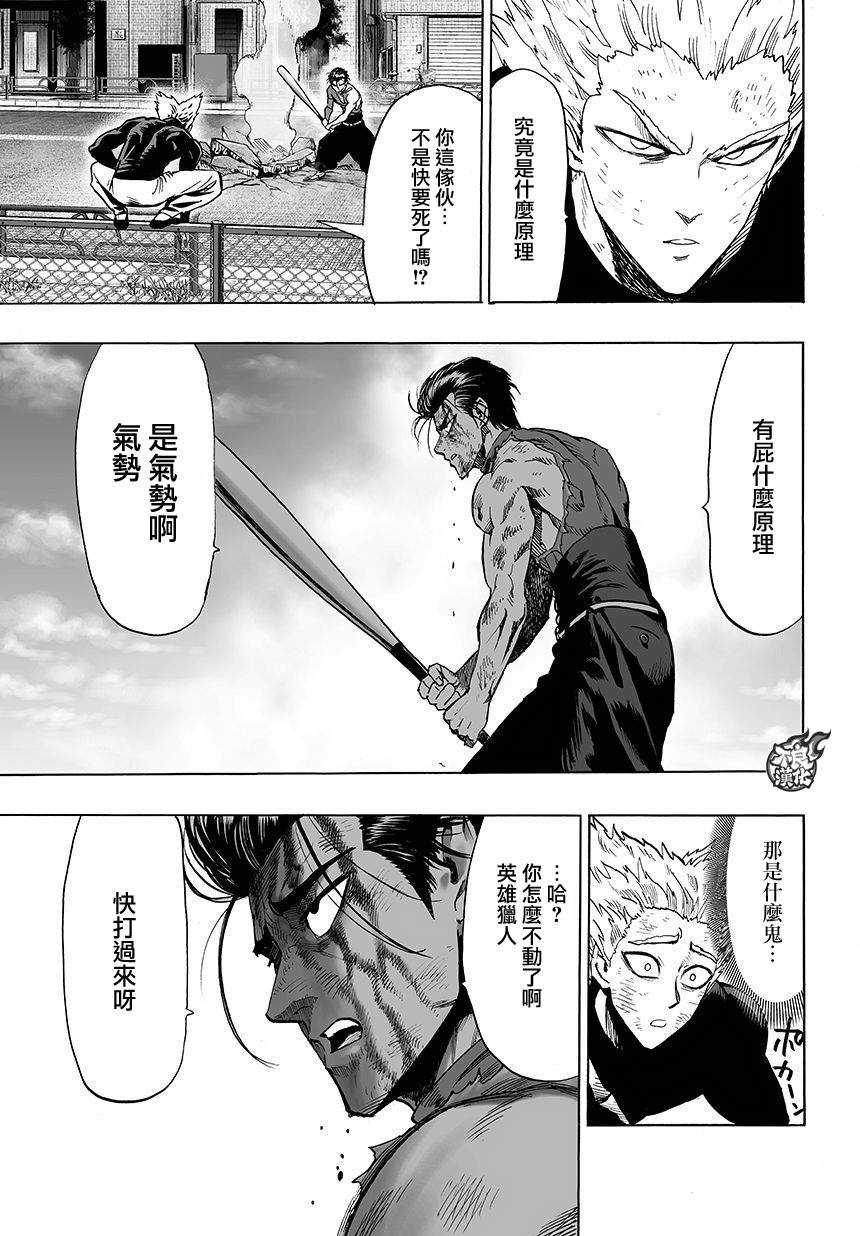 究竟是什麼原理
你這傢伙…
不是快要死了嗎!?
有屁什麼原理
是氣勢啊
氣勢
那是什麼鬼…
ポカーン
…哈?
你怎麼不動了啊
英雄獵人
快打過來呀
漢化